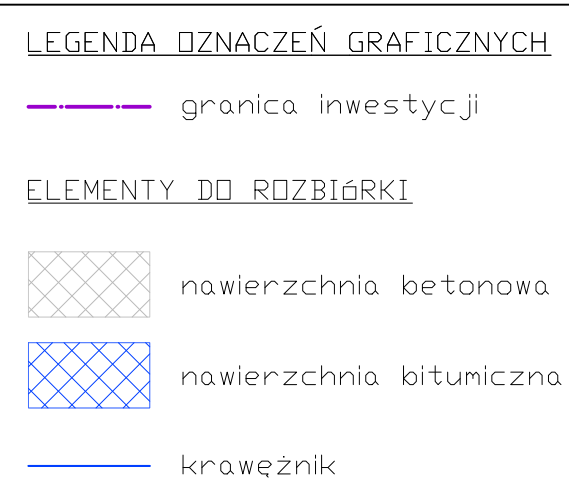 LEGENDA OZNACZEŃ GRAFICZNYCH
granica inwestycji
ELEMENTY DO ROZBIóRKI
nawierzchnia betonowa
nawierzchnia bitumiczna
krawężnik